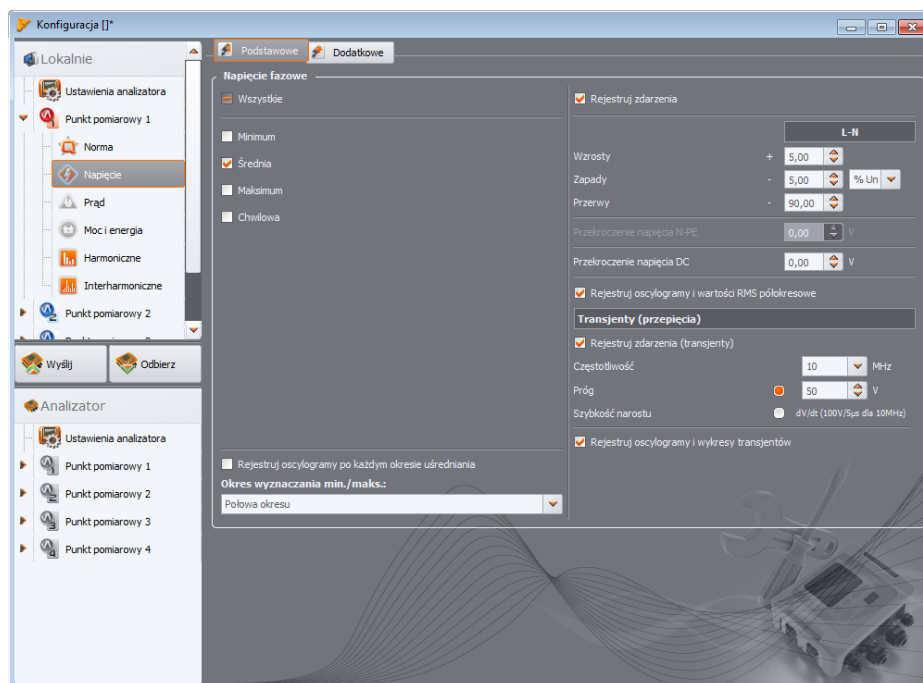 Konfiguracja []*
Lokalnie
Ustawienia analizatora
Punkt pomiarowy 1
Norma
Napięcie
Prąd
Moc i energia
Harmoniczne
Interharmoniczne
Punkt pomiarowy 2
Wyślij
Odbierz
Analizator
Ustawienia analizatora
Punkt pomiarowy 1
Punkt pomiarowy 2
Punkt pomiarowy 3
Punkt pomiarowy 4
Podstawowe
Dodatkowe
Napięcie fazowe
Wszystkie
Minimum
Średnia
Maksimum
Chwilowa
Rejestruj oscylogramy po każdym okresie uśredniania
Okres wyznaczania min./maks.:
Połowa okresu
Rejestruj zdarzenia
L-N
Wzrosty + 5,00
Zapady - 5,00 % Un
Przerwy - 90,00
Przekroczenie napięcia N-PE 0,00 V
Przekroczenie napięcia DC 0,00 V
Rejestruj oscylogramy i wartości RMS półokresowe
Transjenty (przepięcia)
Rejestruj zdarzenia (transjenty)
Częstotliwość 10 MHz
Próg 50 V
Szybkość narostu dV/dt (100V/5µs dla 10MHz)
Rejestruj oscylogramy i wykresy transjentów